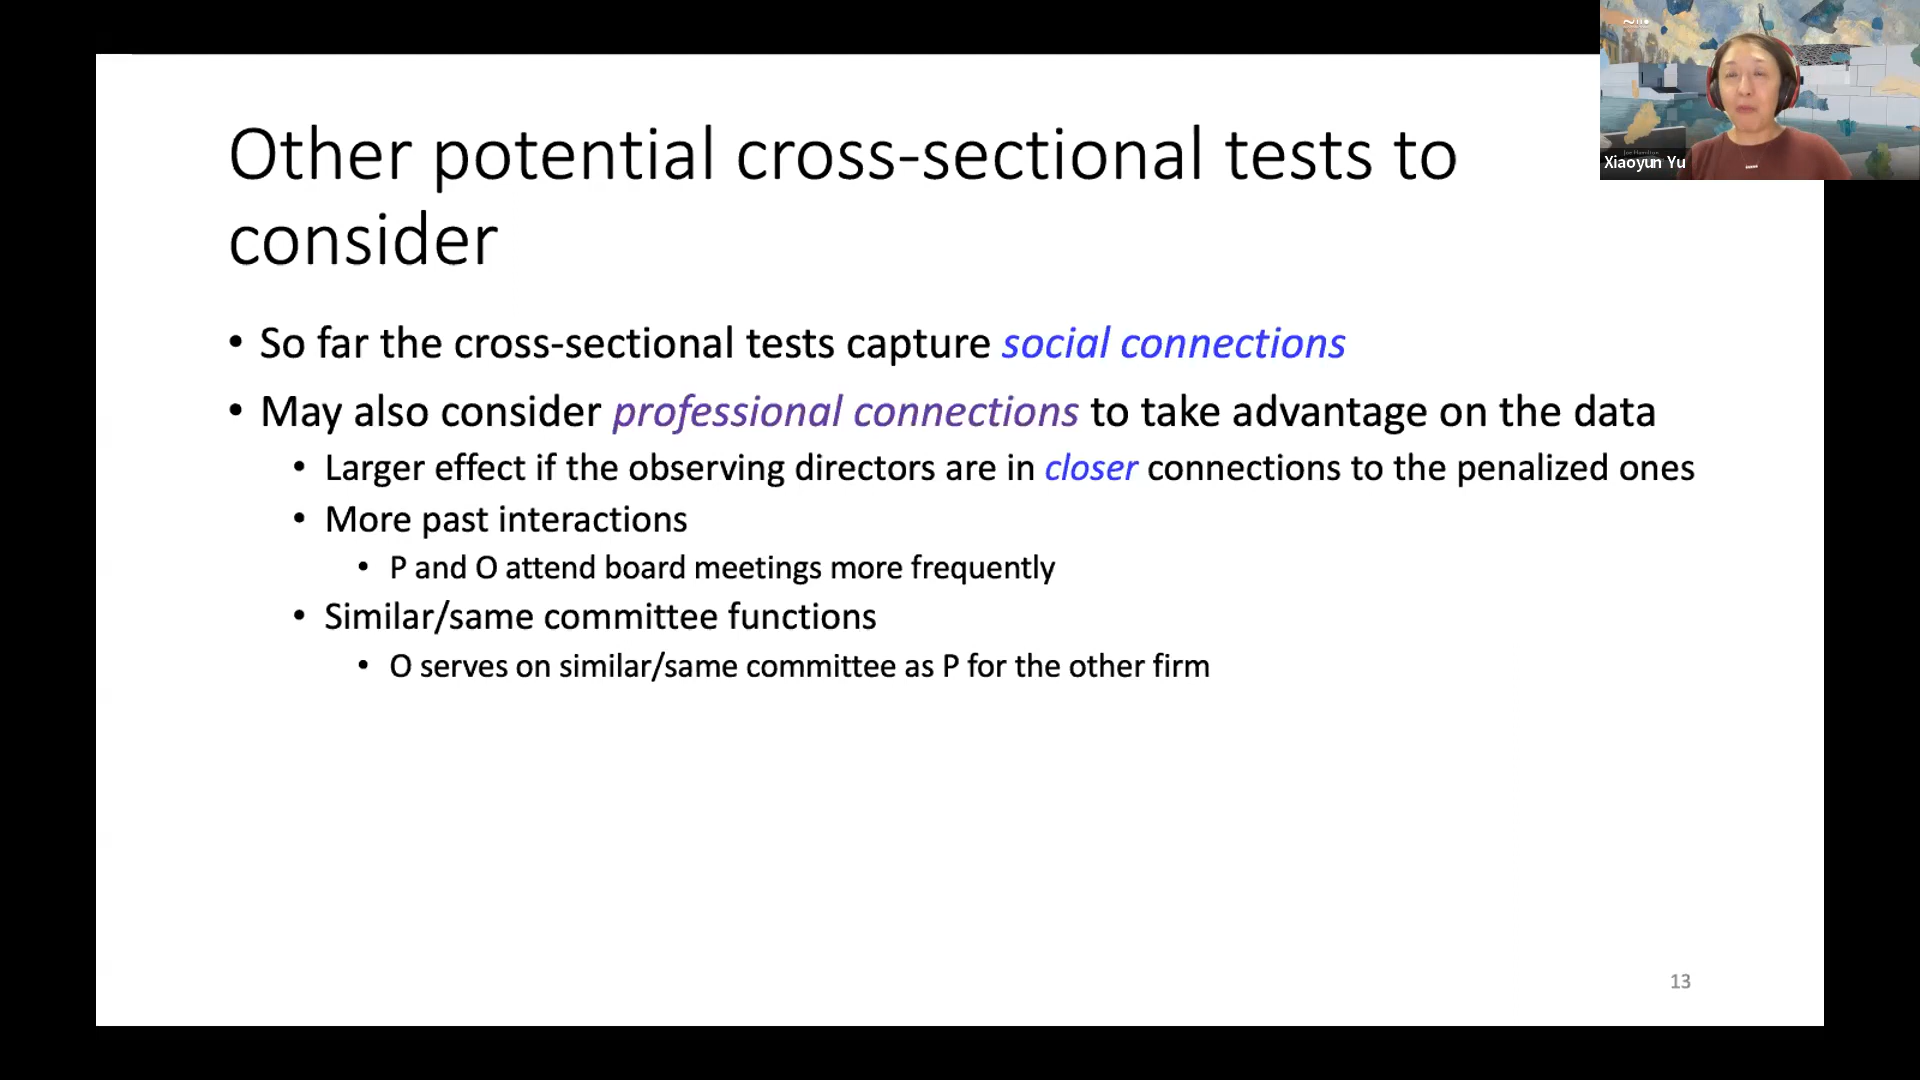 Other potential cross-sectional tests to
consider
• So far the cross-sectional tests capture social connections
• May also consider professional connections to take advantage on the data
• Larger effect if the observing directors are in closer connections to the penalized ones
• More past interactions
• P and O attend board meetings more frequently
• Similar/same committee functions
• O serves on similar/same committee as P for the other firm
13
Xiaoyun Yu